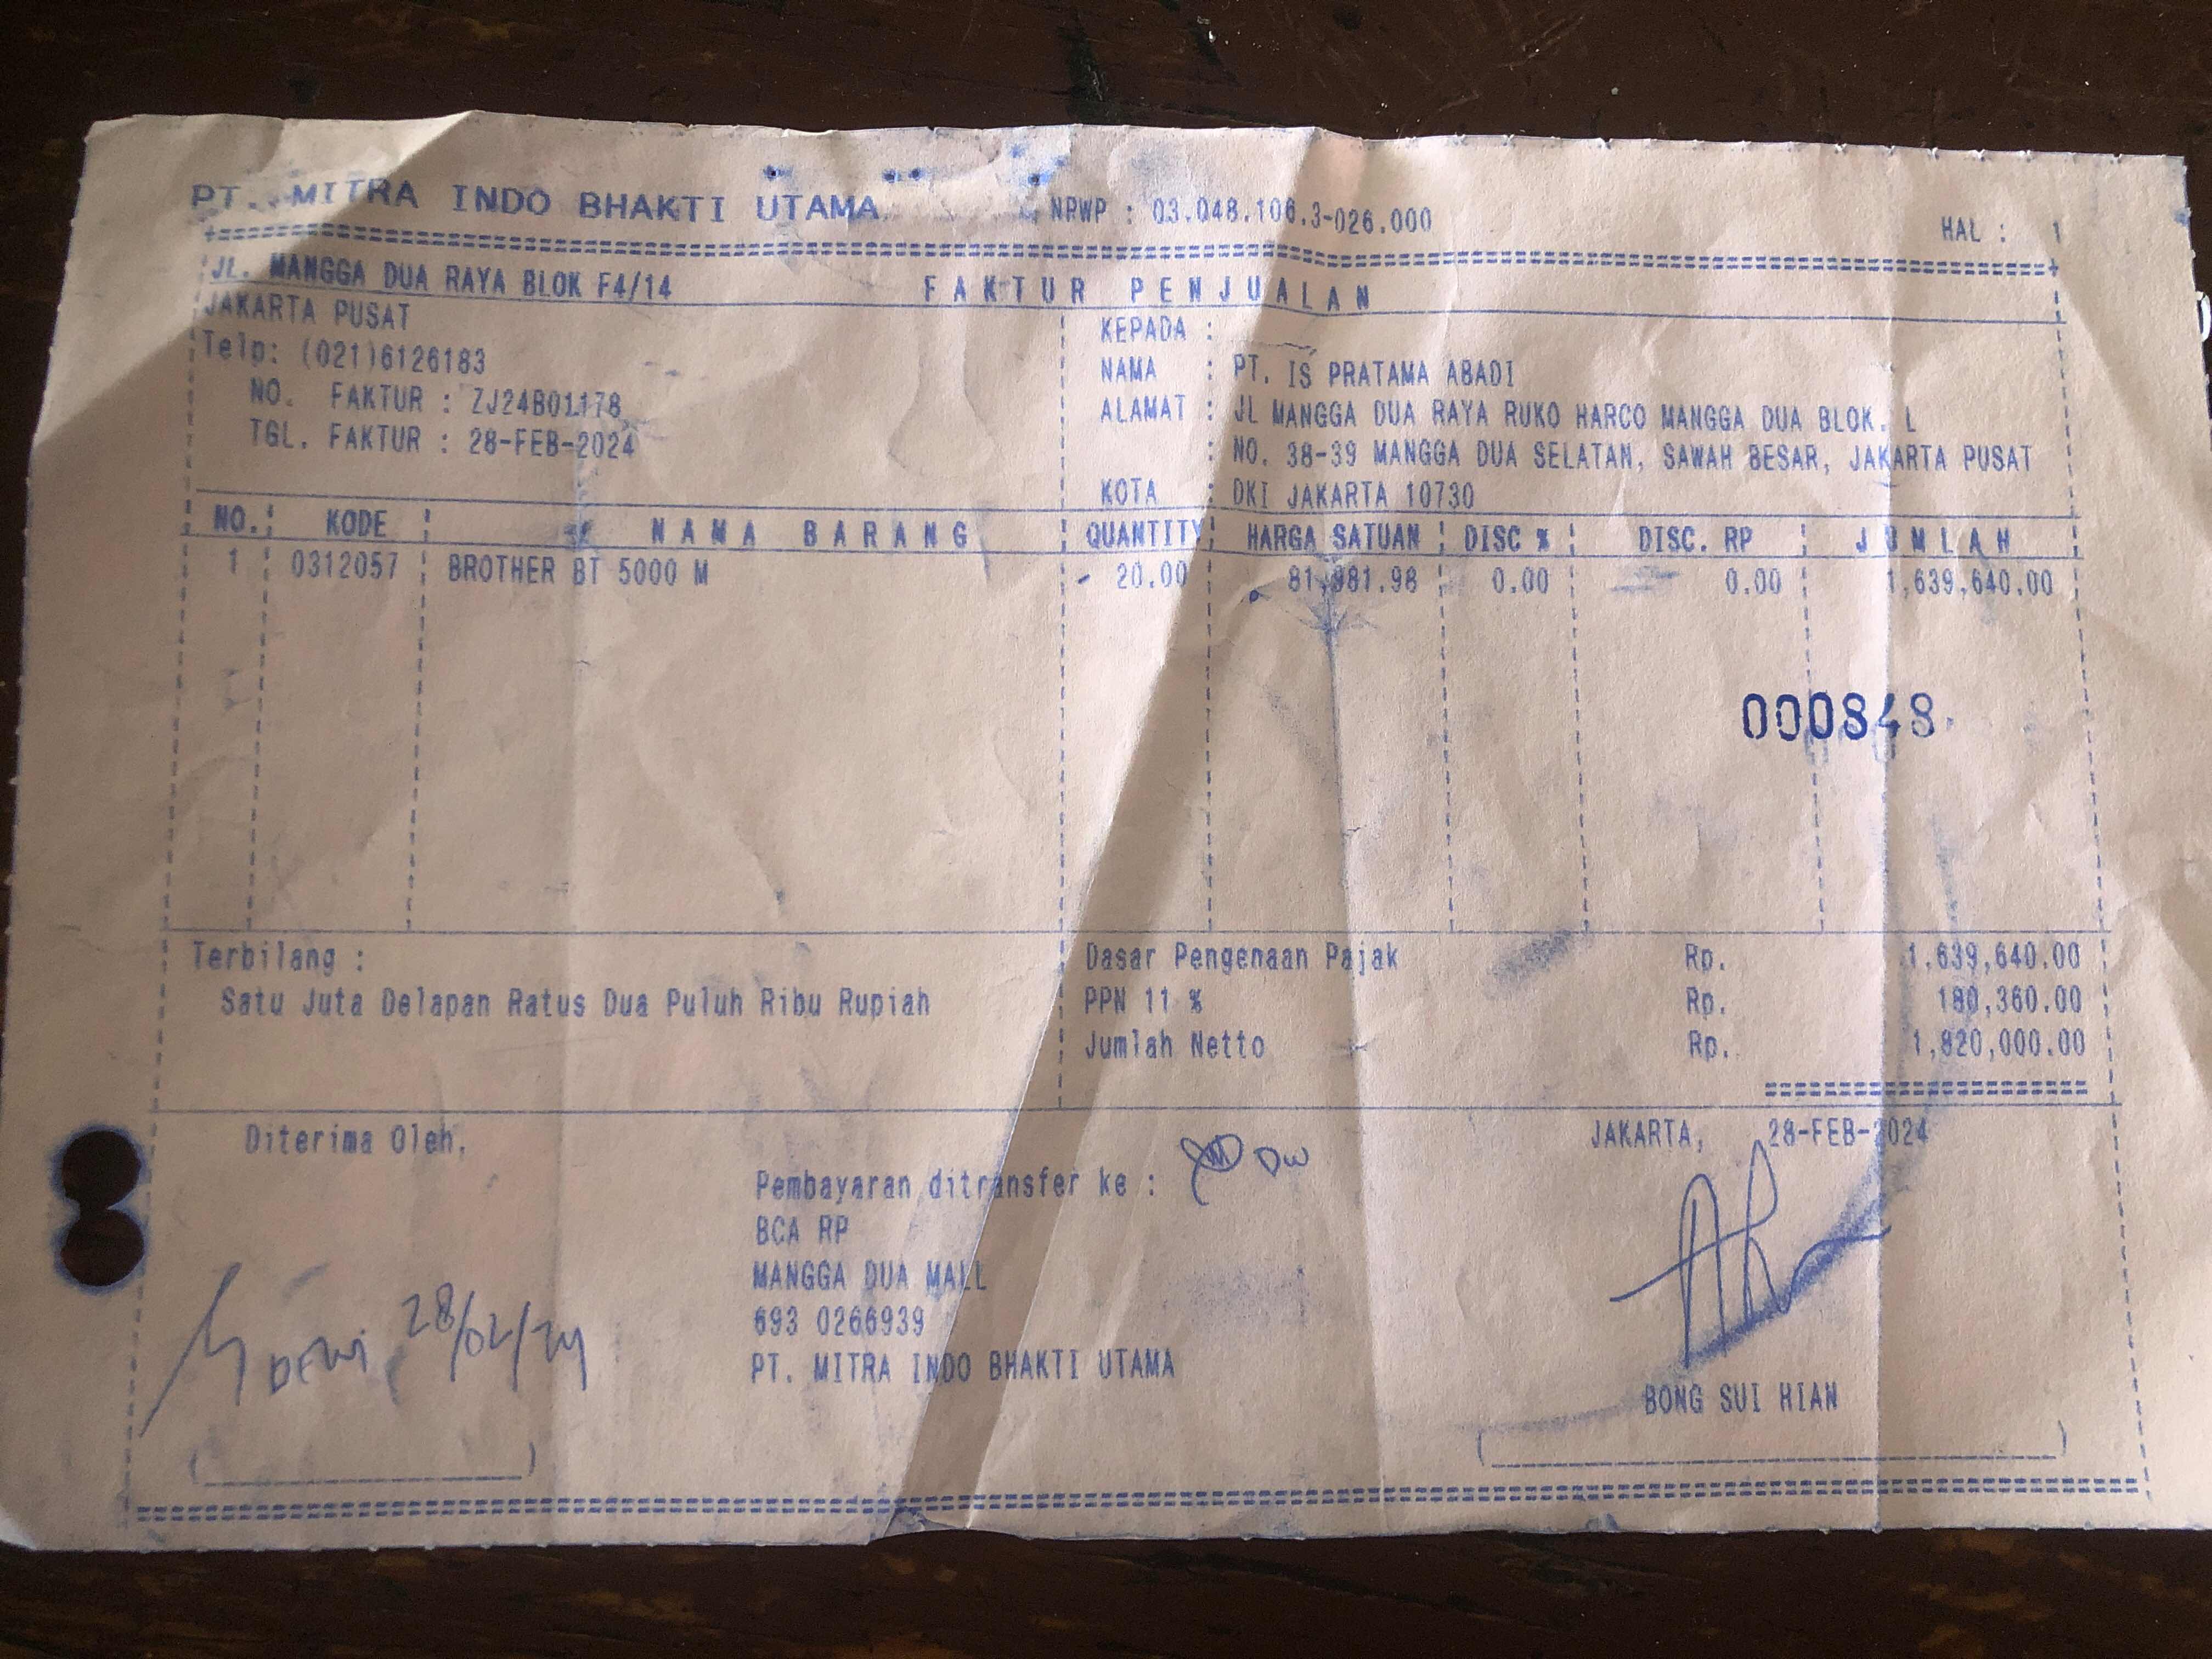 PT. MITRA INDO BHAKTI UTAMA NPWP : 03.048.106.3-026.000 HAL : 1
JL. MANGGA DUA RAYA BLOK F4/14 FAKTUR PENJUALAN
JAKARTA PUSAT
Telp: (021)6126183
NO. FAKTUR : ZJ24B01178
TGL. FAKTUR : 28-FEB-2024
KEPADA :
NAMA : PT. IS PRATAMA ABADI
ALAMAT : JL MANGGA DUA RAYA RUKO HARCO MANGGA DUA BLOK. L
: NO. 38-39 MANGGA DUA SELATAN, SAWAH BESAR, JAKARTA PUSAT
KOTA : DKI JAKARTA 10730
NO. KODE NAMA BARANG QUANTITY HARGA SATUAN DISC % DISC. RP JUMLAH
1 0312057 BROTHER BT 5000 M 20.00 81,981.98 0.00 0.00 1,639,640.00
000848
Terbilang :
Satu Juta Delapan Ratus Dua Puluh Ribu Rupiah
Dasar Pengenaan Pajak Rp. 1,639,640.00
PPN 11 % Rp. 180,360.00
Jumlah Netto Rp. 1,820,000.00
Diterima Oleh,
DEWI, 28/02/24
Pembayaran ditransfer ke : DW
BCA RP
MANGGA DUA MALL
693 0266939
PT. MITRA INDO BHAKTI UTAMA
JAKARTA, 28-FEB-2024
BONG SUI HIAN